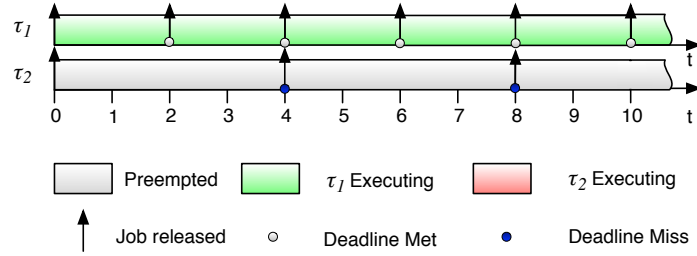 τ1
t
τ2
0 1 2 3 4 5 6 7 8 9 10 t
Preempted τ1 Executing τ2 Executing
Job released Deadline Met Deadline Miss